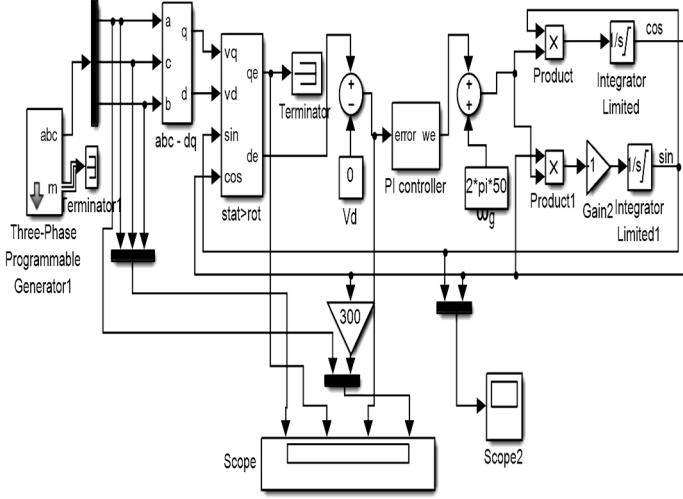 a
c
b
q
d
abc - dq
vq
vd
sin
cos
qe
de
stat>rot
Terminator
abc
m
Terminator1
Three-Phase
Programmable
Generator1
+
−
0
Vd
error we
PI controller
+
+
2*pi*50
ωg
X
Product
1/s
Integrator
Limited
cos
X
Product1
-1
Gain2
1/s
Integrator
Limited1
sin
300
Scope
Scope2